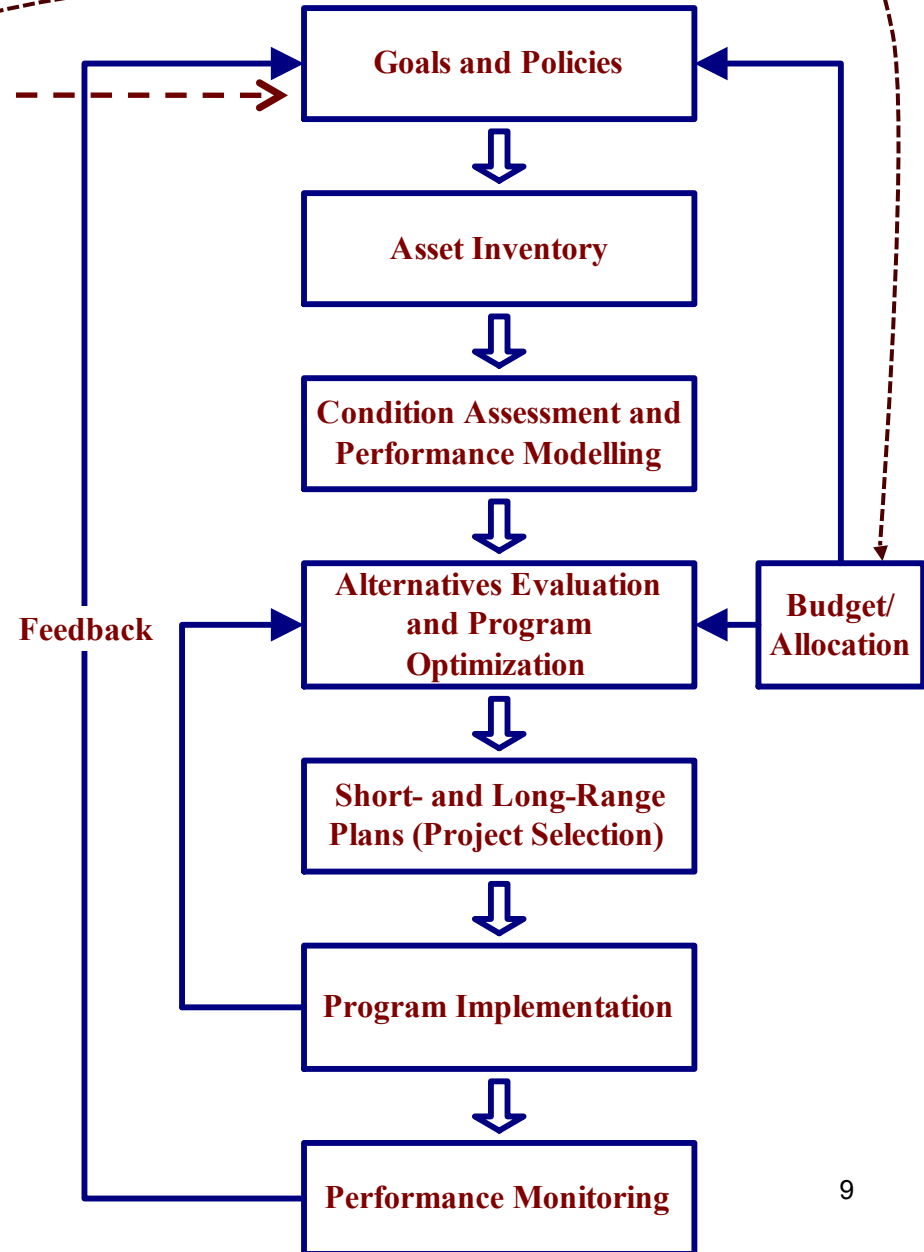 Goals and Policies
Asset Inventory
Condition Assessment and
Performance Modelling
Alternatives Evaluation
and Program
Optimization
Budget/
Allocation
Feedback
Short- and Long-Range
Plans (Project Selection)
Program Implementation
Performance Monitoring
9